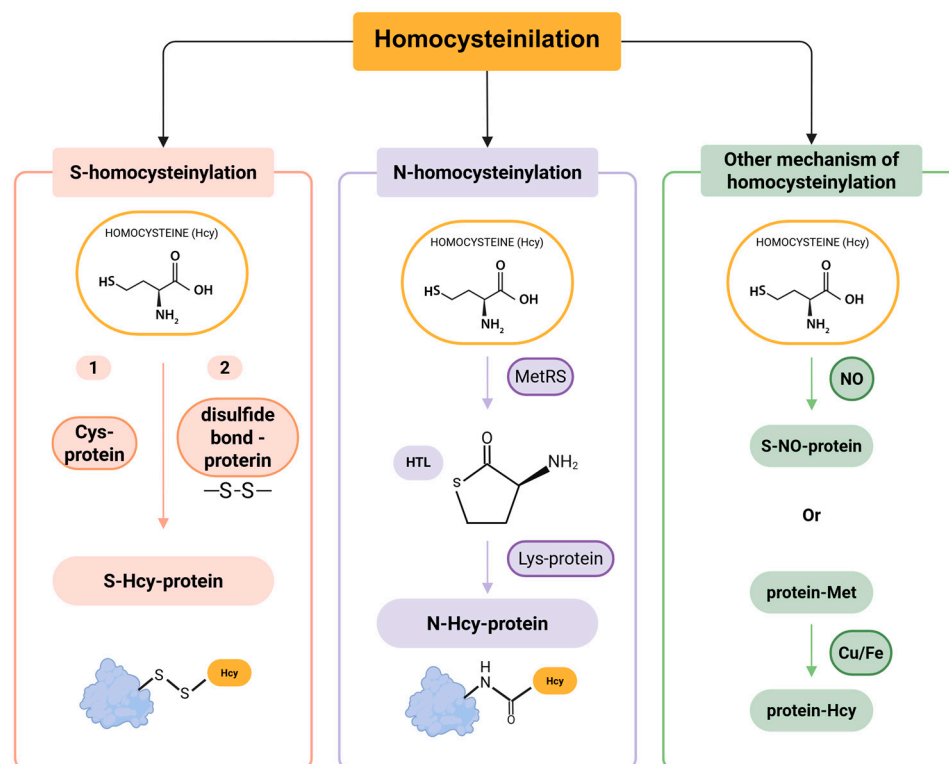 Homocysteinilation
S-homocysteinylation
HOMOCYSTEINE (Hcy)
HS
O
OH
NH2
1
2
Cys-
protein
disulfide
bond -
proterin
—S-S—
S-Hcy-protein
S
S
Hcy
N-homocysteinylation
HOMOCYSTEINE (Hcy)
HS
O
OH
NH2
MetRS
HTL
O
S
NH2
Lys-protein
N-Hcy-protein
H
N
O
Hcy
Other mechanism of
homocysteinylation
HOMOCYSTEINE (Hcy)
HS
O
OH
NH2
NO
S-NO-protein
Or
protein-Met
Cu/Fe
protein-Hcy